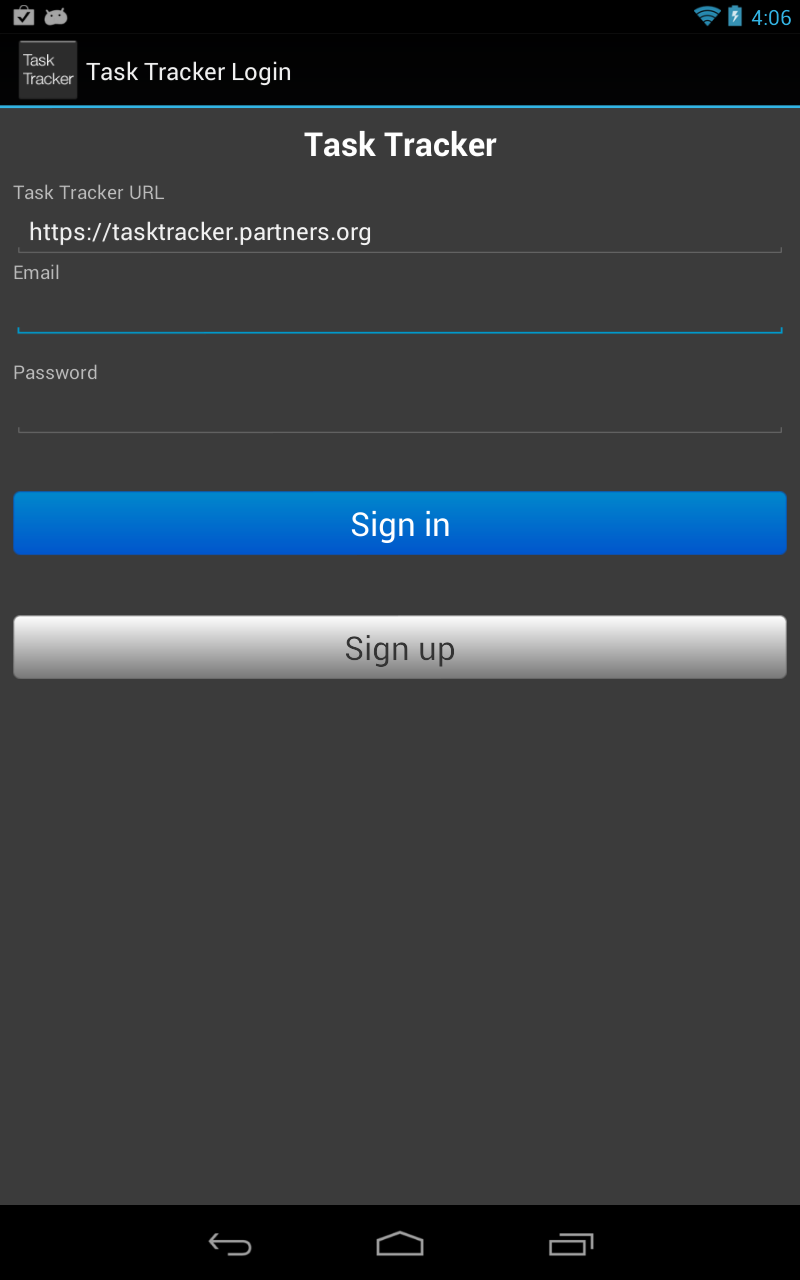 4:06
Task
Tracker
Task Tracker Login
Task Tracker
Task Tracker URL
https://tasktracker.partners.org
Email
Password
Sign in
Sign up